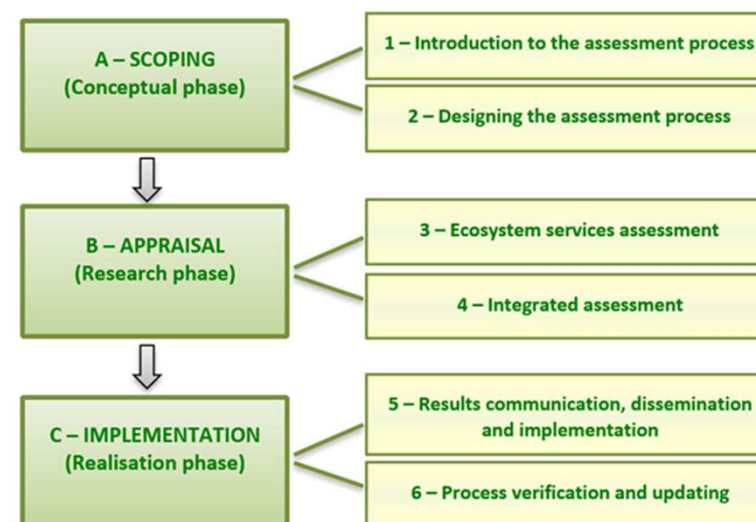 A – SCOPING
(Conceptual phase)
1 – Introduction to the assessment process
2 – Designing the assessment process
B – APPRAISAL
(Research phase)
3 – Ecosystem services assessment
4 – Integrated assessment
C – IMPLEMENTATION
(Realisation phase)
5 – Results communication, dissemination
and implementation
6 – Process verification and updating